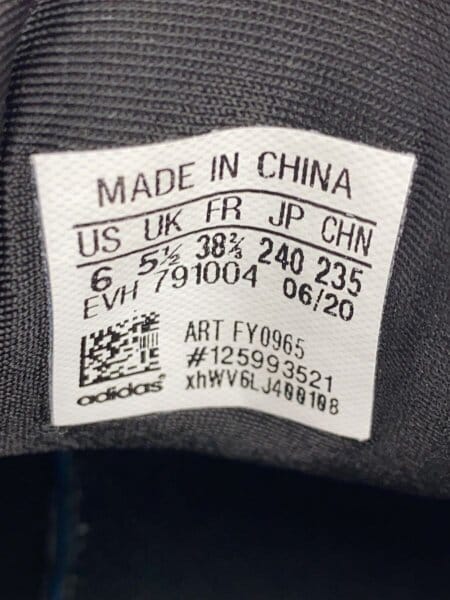 MADE IN CHINA
US UK FR JP CHN
6 5½ 38⅔ 240 235
EVH 791004 06/20
ART FY0965
#125993521
xhWV6LJ400108
adidas